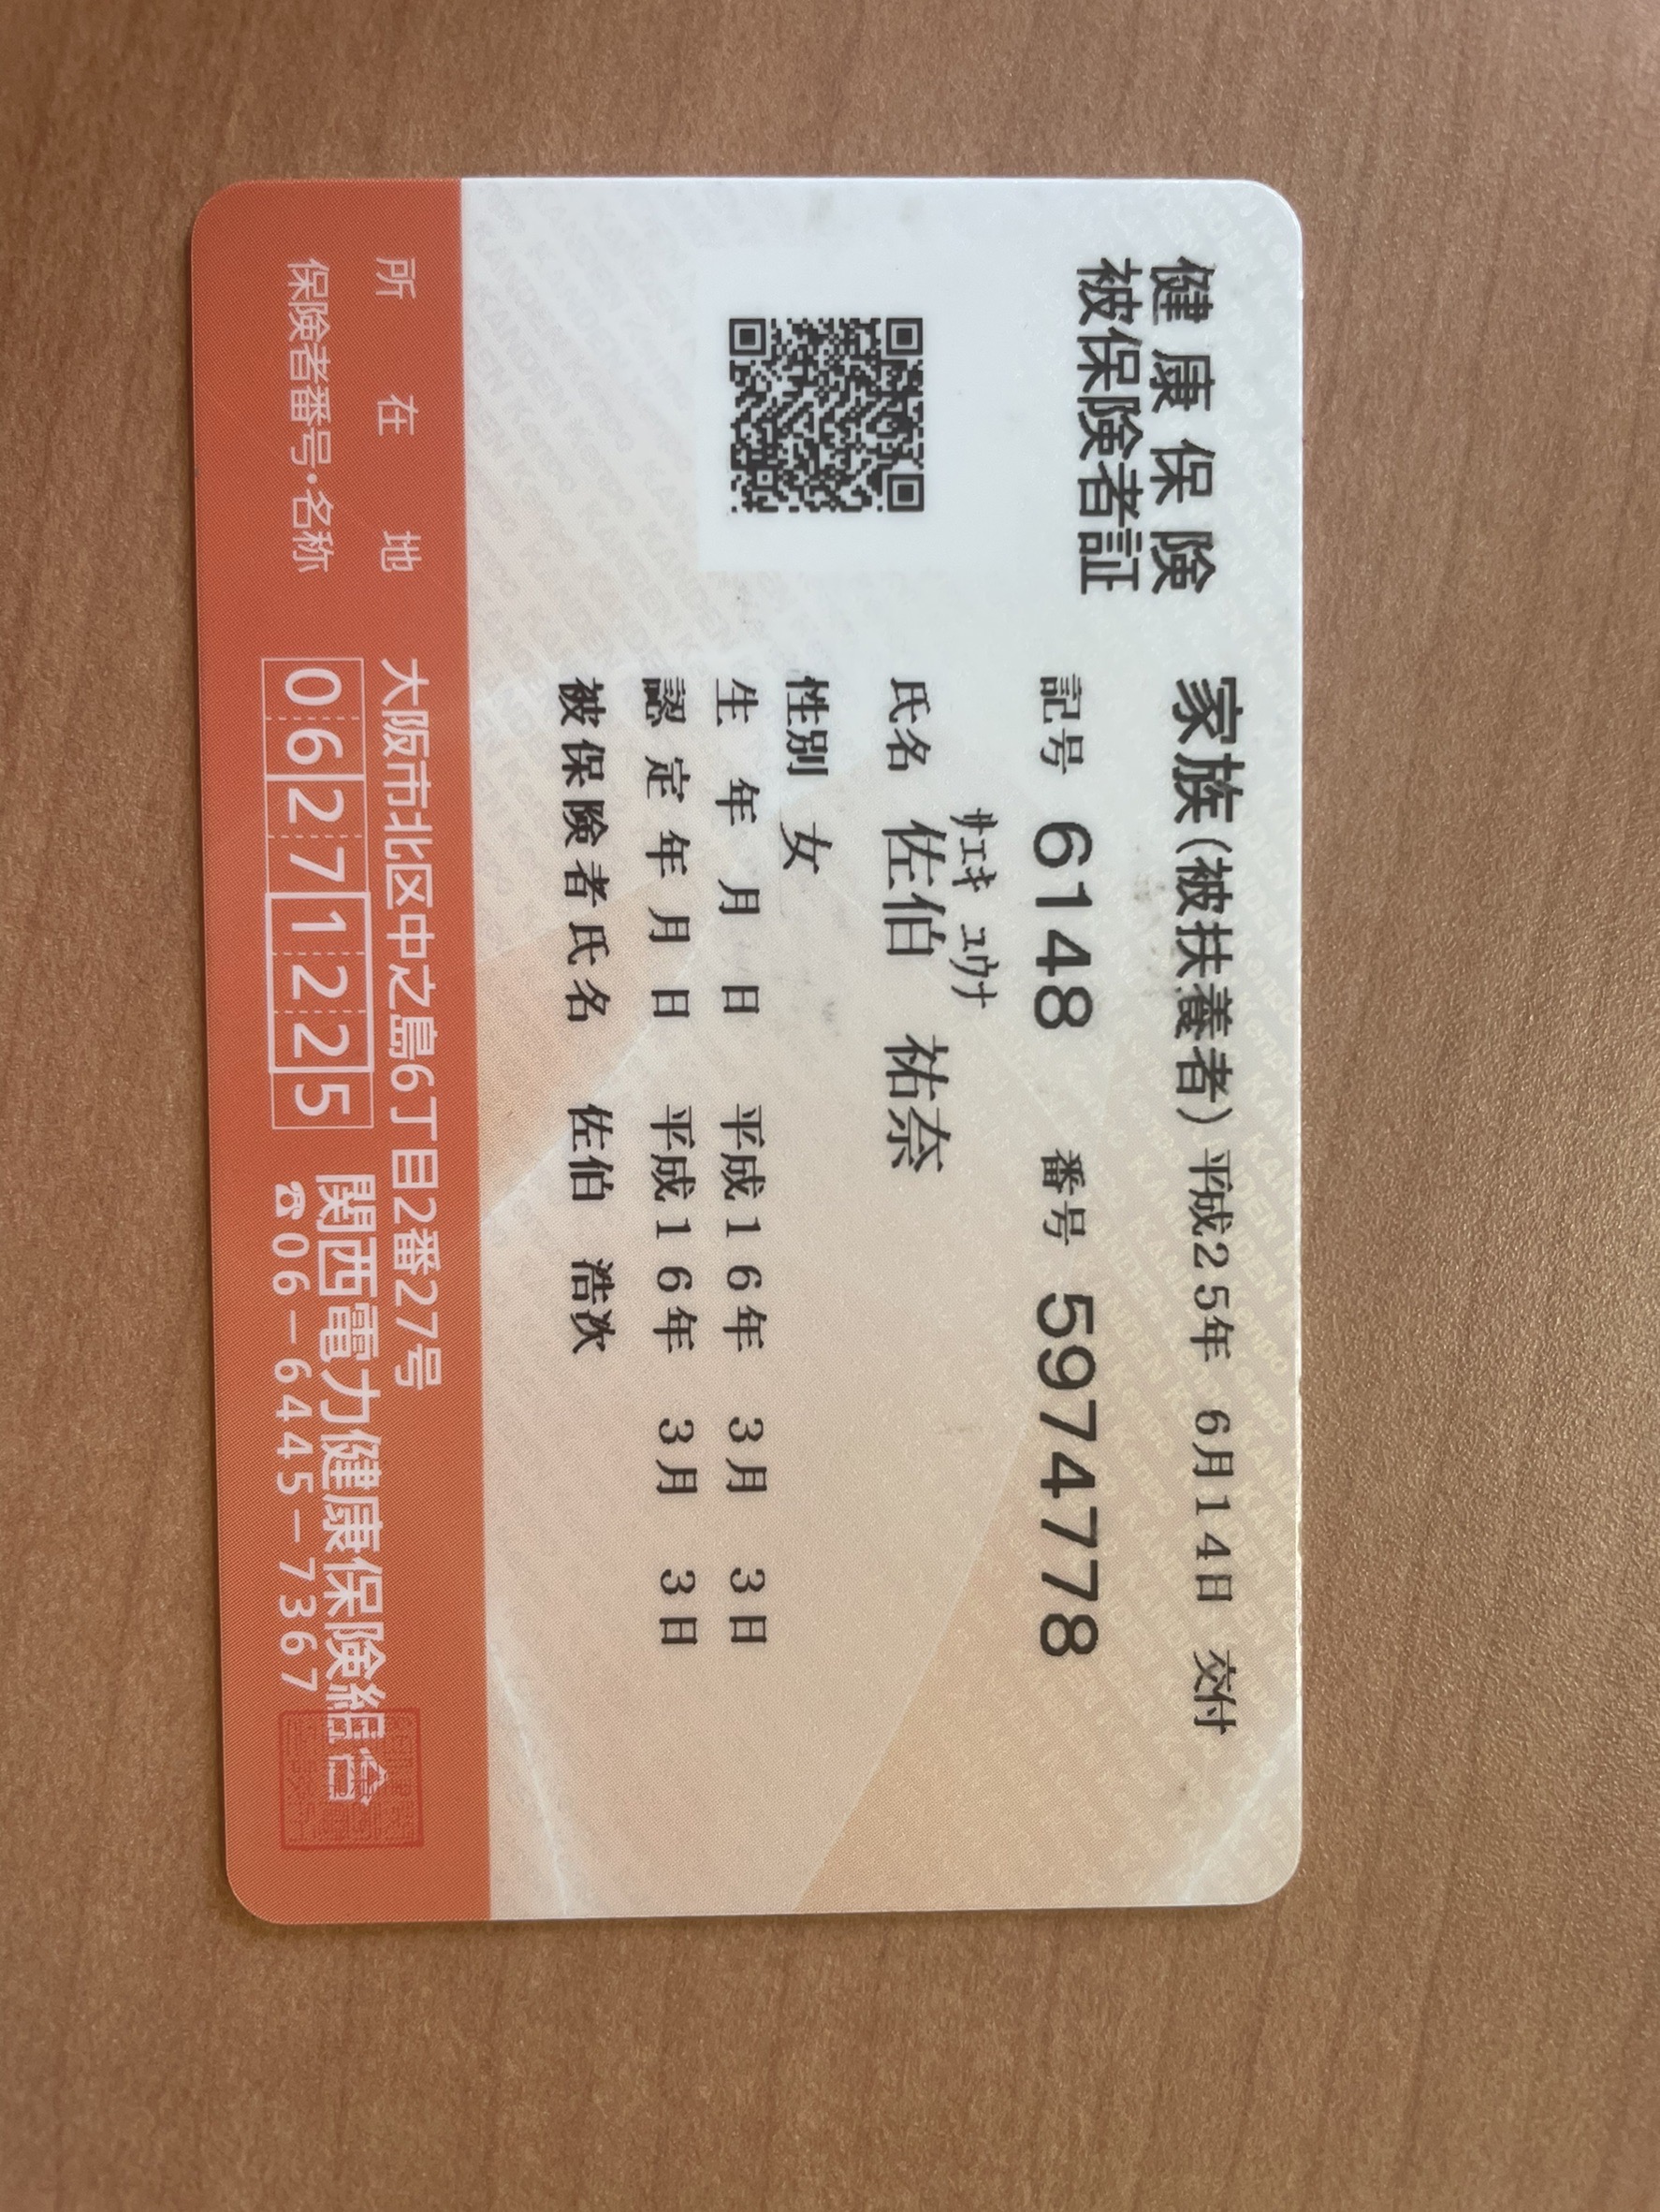 健康保険
被保険者証
家族(被扶養者) 平成25年 6月14日 交付
記号 6148 番号 59747​78
ｻｴｷ ﾕｳﾅ
氏名 佐伯 祐奈
性別 女
生年月日 平成16年 3月 3日
認定年月日 平成16年 3月 3日
被保険者氏名 佐伯 浩次
所在地 大阪市北区中之島6丁目2番27号
保険者番号・名称 06271225 関西電力健康保険組合
☎06-6445-7367